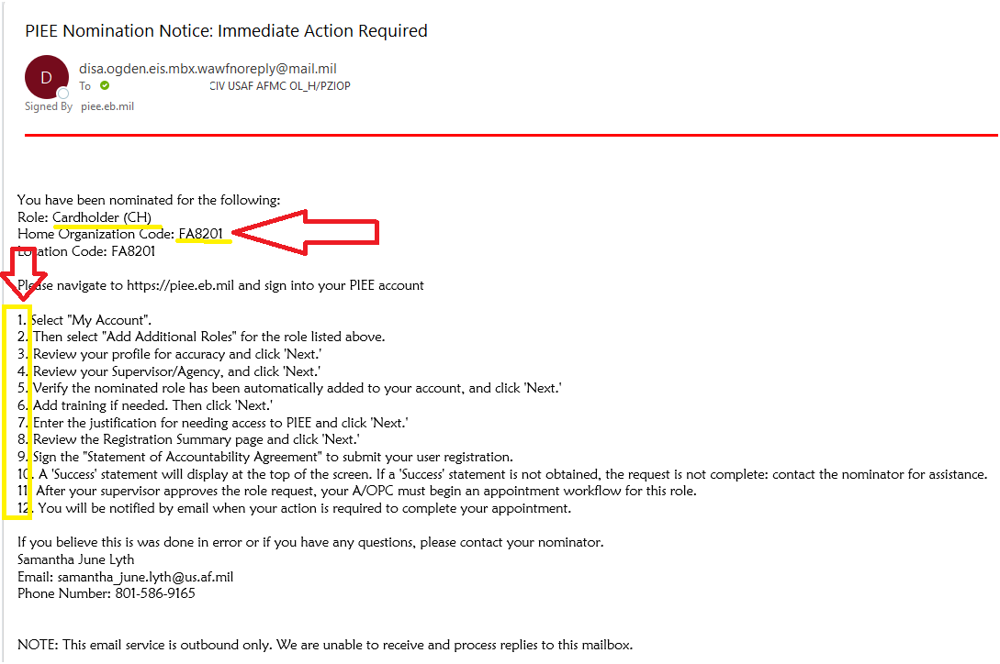 PIEE Nomination Notice: Immediate Action Required
D
disa.ogden.eis.mbx.wawfnoreply@mail.mil
To CIV USAF AFMC OL_H/PZIOP
Signed By piee.eb.mil
You have been nominated for the following:
Role: Cardholder (CH)
Home Organization Code: FA8201
Location Code: FA8201
Please navigate to https://piee.eb.mil and sign into your PIEE account
1. Select "My Account".
2. Then select "Add Additional Roles" for the role listed above.
3. Review your profile for accuracy and click 'Next.'
4. Review your Supervisor/Agency, and click 'Next.'
5. Verify the nominated role has been automatically added to your account, and click 'Next.'
6. Add training if needed. Then click 'Next.'
7. Enter the justification for needing access to PIEE and click 'Next.'
8. Review the Registration Summary page and click 'Next.'
9. Sign the "Statement of Accountability Agreement" to submit your user registration.
10. A 'Success' statement will display at the top of the screen. If a 'Success' statement is not obtained, the request is not complete: contact the nominator for assistance.
11. After your supervisor approves the role request, your A/OPC must begin an appointment workflow for this role.
12. You will be notified by email when your action is required to complete your appointment.
If you believe this is was done in error or if you have any questions, please contact your nominator.
Samantha June Lyth
Email: samantha_june.lyth@us.af.mil
Phone Number: 801-586-9165
NOTE: This email service is outbound only. We are unable to receive and process replies to this mailbox.